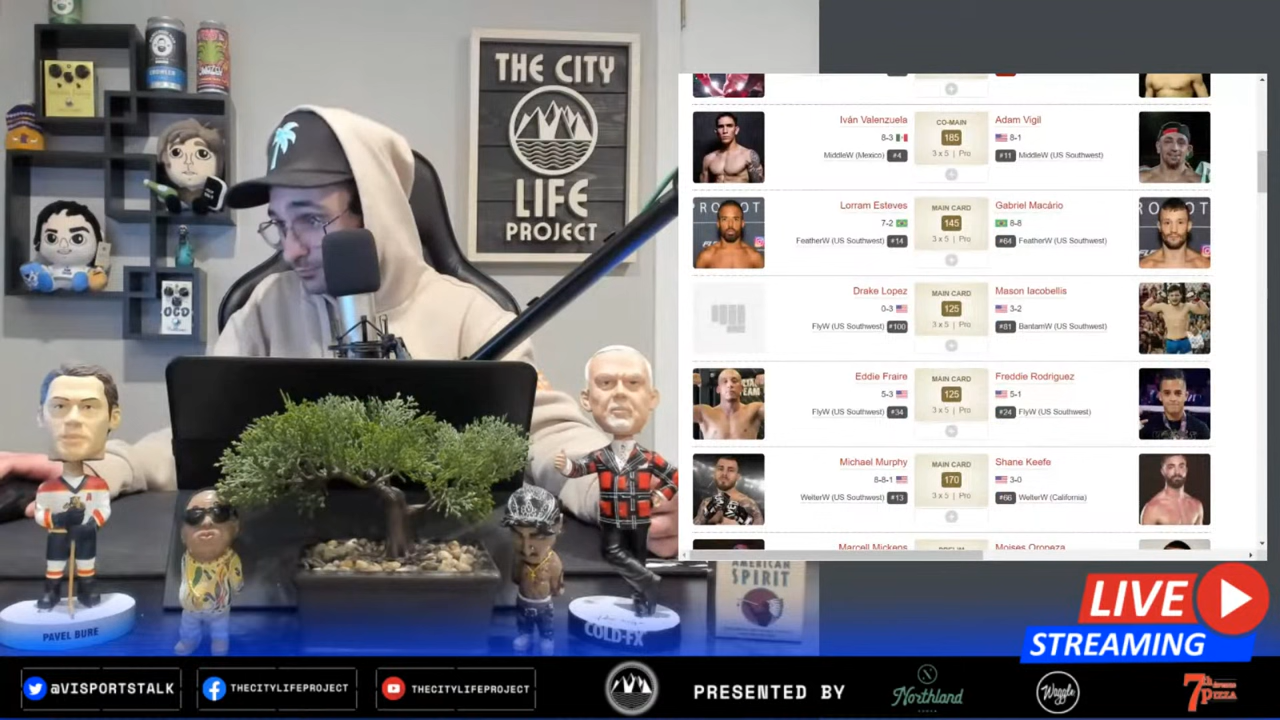 OCD
THE CITY
LIFE
PROJECT
PAVEL BURE
COLD-FX
AMERICAN
SPIRIT
Iván Valenzuela
8-3
MiddleW (Mexico) #4
CO-MAIN
185
3 x 5 | Pro
Adam Vigil
8-1
#11 MiddleW (US Southwest)
Lorram Esteves
7-2
FeatherW (US Southwest) #14
MAIN CARD
145
3 x 5 | Pro
Gabriel Macário
8-8
#64 FeatherW (US Southwest)
Drake Lopez
0-3
FlyW (US Southwest) #100
MAIN CARD
125
3 x 5 | Pro
Mason Iacobellis
3-2
#81 BantamW (US Southwest)
Eddie Fraire
5-3
FlyW (US Southwest) #34
MAIN CARD
125
3 x 5 | Pro
Freddie Rodriguez
5-1
#24 FlyW (US Southwest)
Michael Murphy
8-8-1
WelterW (US Southwest) #13
MAIN CARD
170
3 x 5 | Pro
Shane Keefe
3-0
#66 WelterW (California)
Marcell Mickens
Moises Oropeza
LIVE
STREAMING
@VISPORTSTALK
THECITYLIFEPROJECT
THECITYLIFEPROJECT
PRESENTED BY
Northland
Waggle
7th Avenue
PIZZA